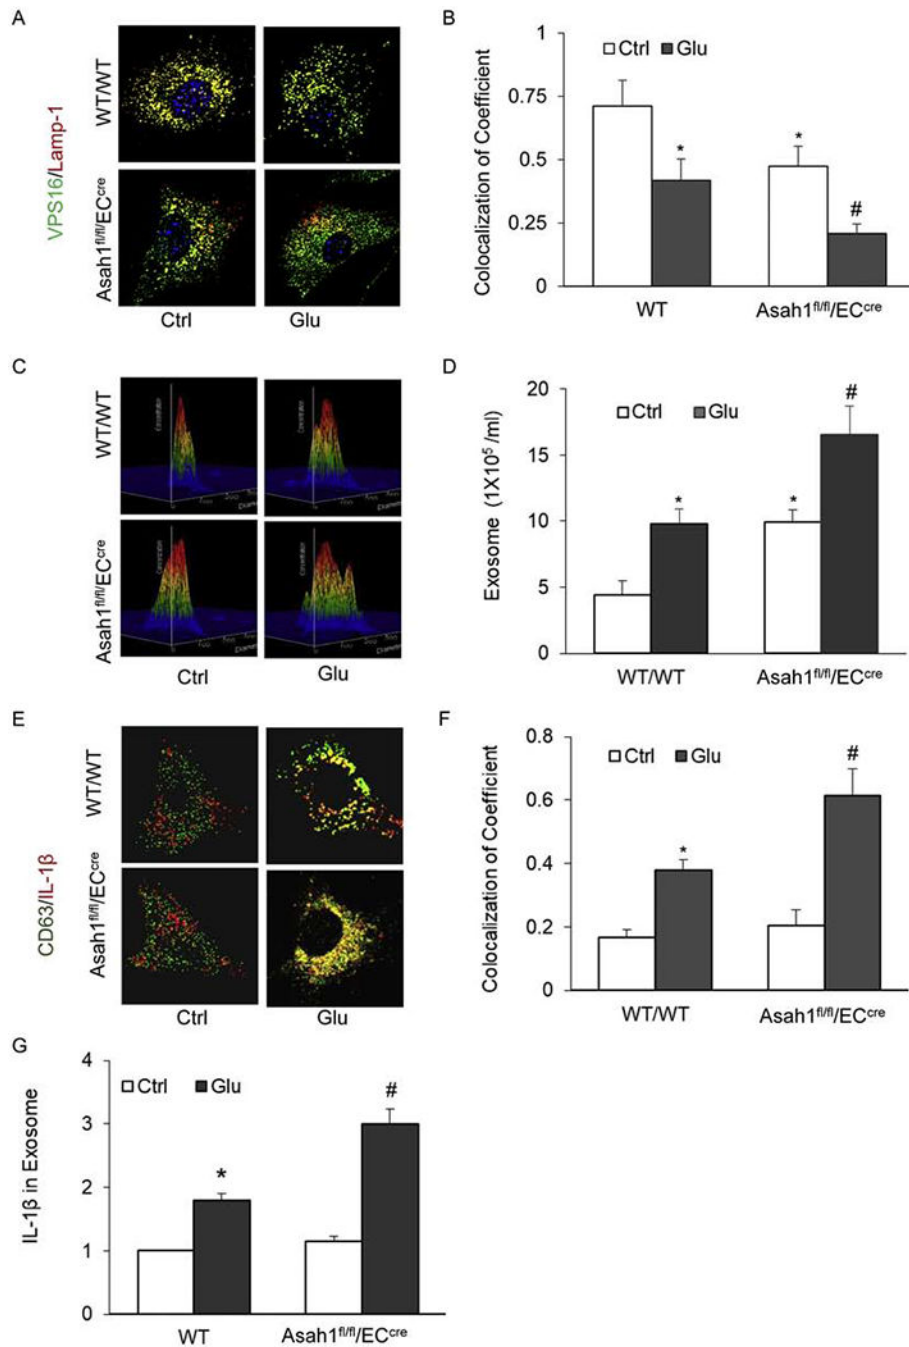 A
VPS16/Lamp-1
WT/WT
Asah1fl/fl/ECcre
Ctrl
Glu
B
Colocalization of Coefficient
1
0.75
0.5
0.25
0
Ctrl
Glu
*
*
#
WT
Asah1fl/fl/ECcre
C
WT/WT
Asah1fl/fl/ECcre
Ctrl
Glu
D
Exosome (1X10⁵ /ml)
20
15
10
5
0
Ctrl
Glu
*
*
#
WT/WT
Asah1fl/fl/ECcre
E
CD63/IL-1β
WT/WT
Asah1fl/fl/ECcre
Ctrl
Glu
F
Colocalization of Coefficient
0.8
0.6
0.4
0.2
0
Ctrl
Glu
*
#
WT/WT
Asah1fl/fl/ECcre
G
IL-1β in Exosome
4
3
2
1
0
Ctrl
Glu
*
#
WT
Asah1fl/fl/ECcre